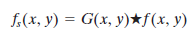 fₛ(x, y) = G(x, y)★f(x, y)